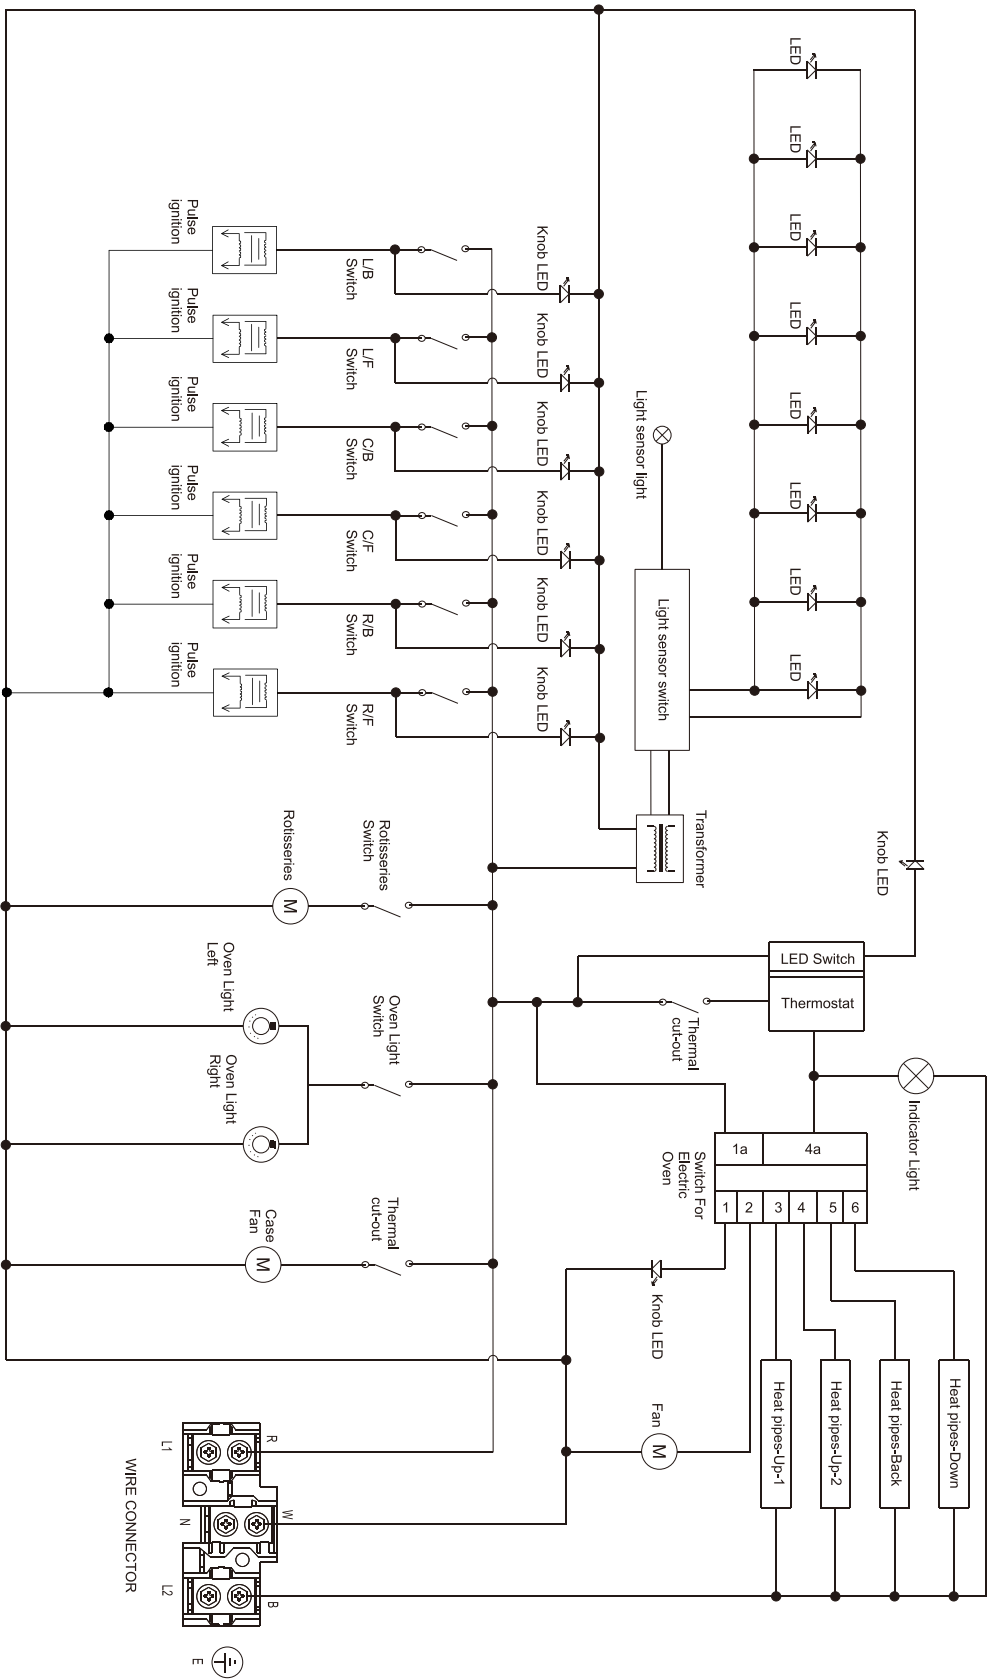 LED
LED
LED
LED
LED
LED
LED
LED
Knob LED
Knob LED
Knob LED
Knob LED
Knob LED
Knob LED
Pulse
ignition
Pulse
ignition
Pulse
ignition
Pulse
ignition
Pulse
ignition
Pulse
ignition
L/B
Switch
L/F
Switch
C/B
Switch
C/F
Switch
R/B
Switch
R/F
Switch
Light sensor light
Light sensor switch
Transformer
Knob LED
Rotisseries
M
Rotisseries
Switch
LED Switch
Thermostat
Thermal
cut-out
Oven Light
Left
Oven Light
Right
Oven Light
Switch
Indicator Light
1a
4a
1
2
3
4
5
6
Switch For
Electric
Oven
Case
Fan
M
Thermal
cut-out
Knob LED
Fan
M
Heat pipes-Up-1
Heat pipes-Up-2
Heat pipes-Back
Heat pipes-Down
R
L1
W
N
B
L2
WIRE CONNECTOR
E